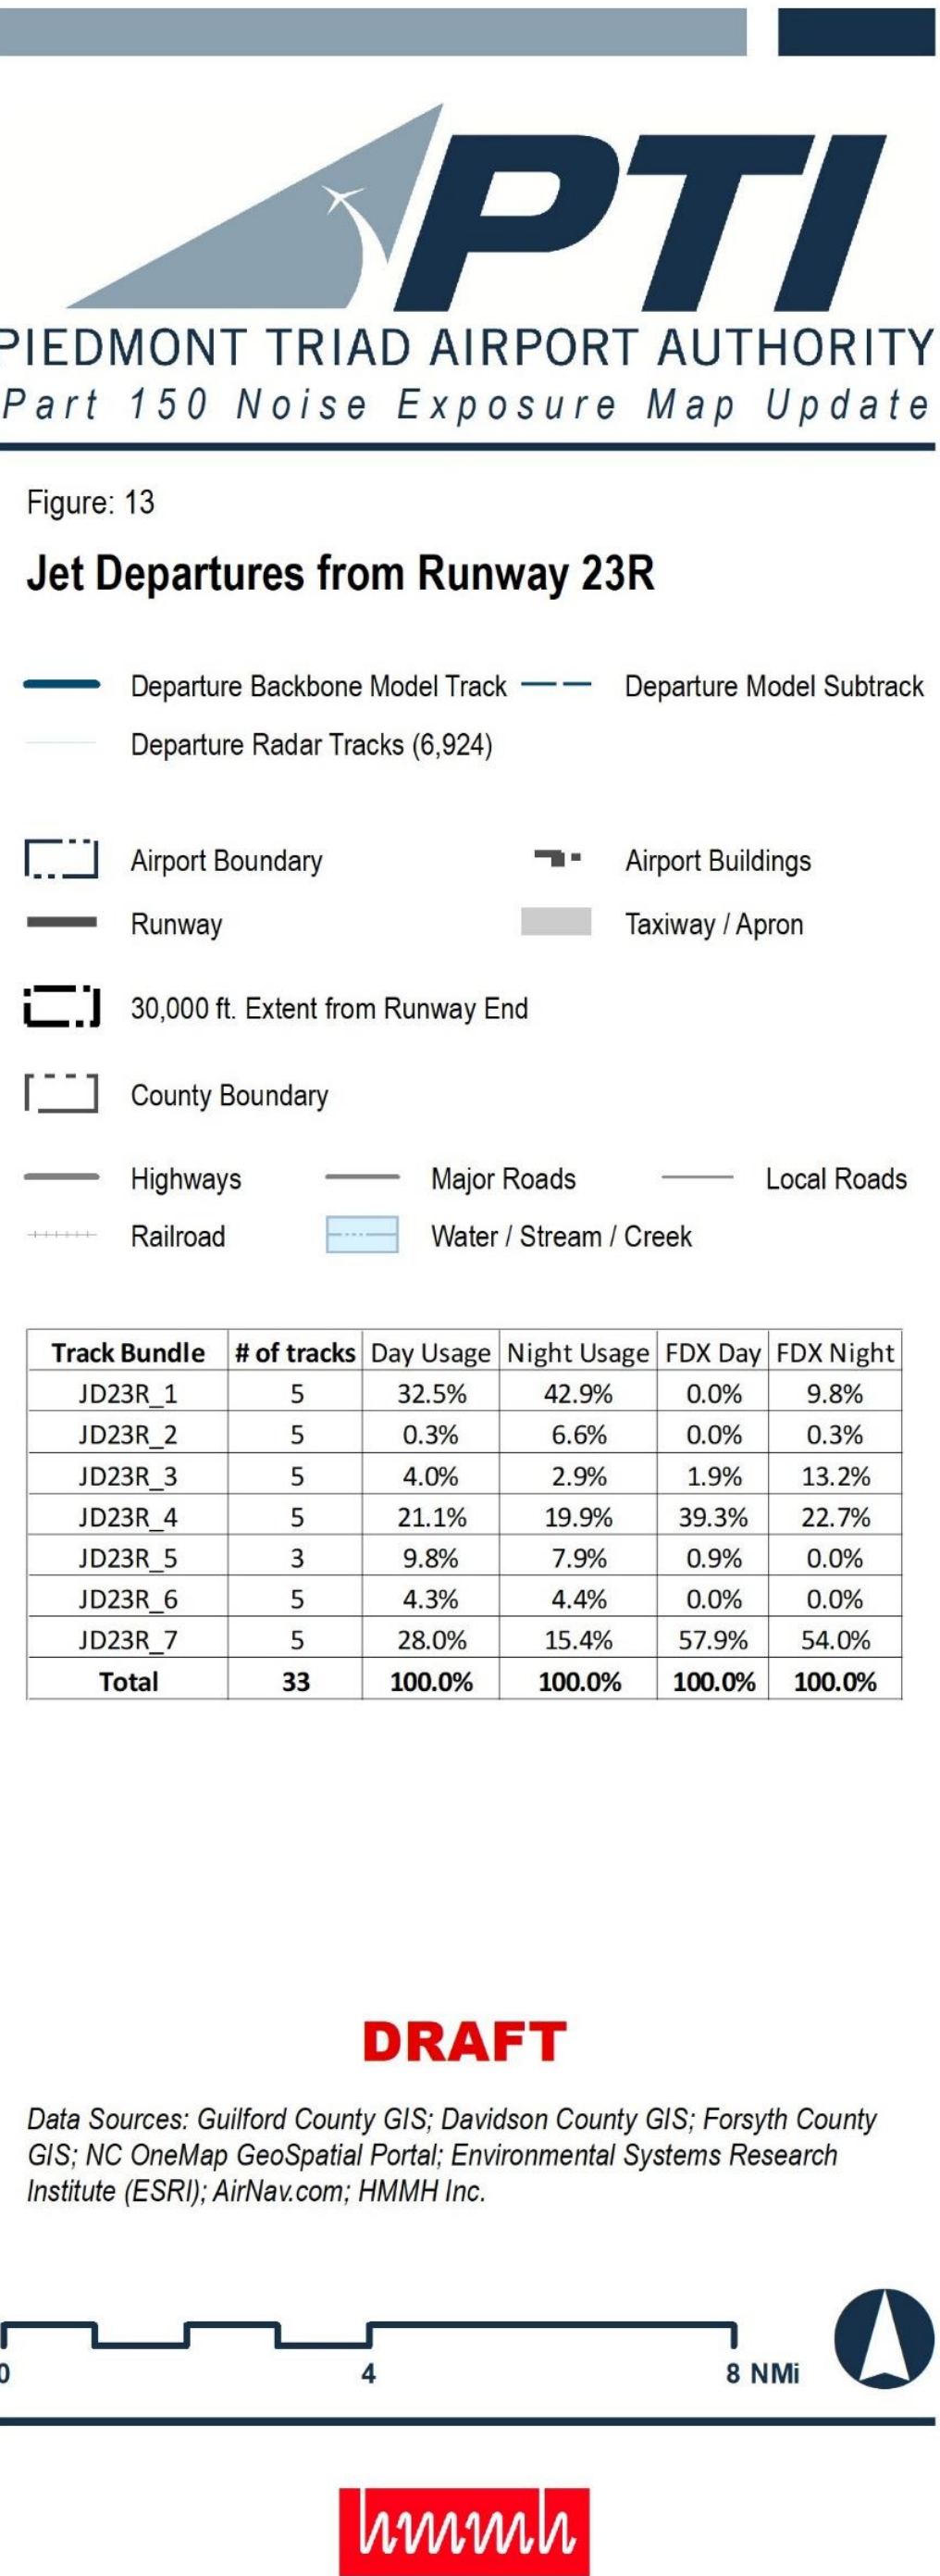 PTI
PIEDMONT TRIAD AIRPORT AUTHORITY
Part 150 Noise Exposure Map Update
Figure: 13
Jet Departures from Runway 23R
Departure Backbone Model Track Departure Model Subtrack
Departure Radar Tracks (6,924)
Airport Boundary Airport Buildings
Runway Taxiway / Apron
30,000 ft. Extent from Runway End
County Boundary
Highways Major Roads Local Roads
Railroad Water / Stream / Creek
Track Bundle # of tracks Day Usage Night Usage FDX Day FDX Night
JD23R_1 5 32.5% 42.9% 0.0% 9.8%
JD23R_2 5 0.3% 6.6% 0.0% 0.3%
JD23R_3 5 4.0% 2.9% 1.9% 13.2%
JD23R_4 5 21.1% 19.9% 39.3% 22.7%
JD23R_5 3 9.8% 7.9% 0.9% 0.0%
JD23R_6 5 4.3% 4.4% 0.0% 0.0%
JD23R_7 5 28.0% 15.4% 57.9% 54.0%
Total 33 100.0% 100.0% 100.0% 100.0%
DRAFT
Data Sources: Guilford County GIS; Davidson County GIS; Forsyth County
GIS; NC OneMap GeoSpatial Portal; Environmental Systems Research
Institute (ESRI); AirNav.com; HMMH Inc.
0 4 8 NMi
hmmh